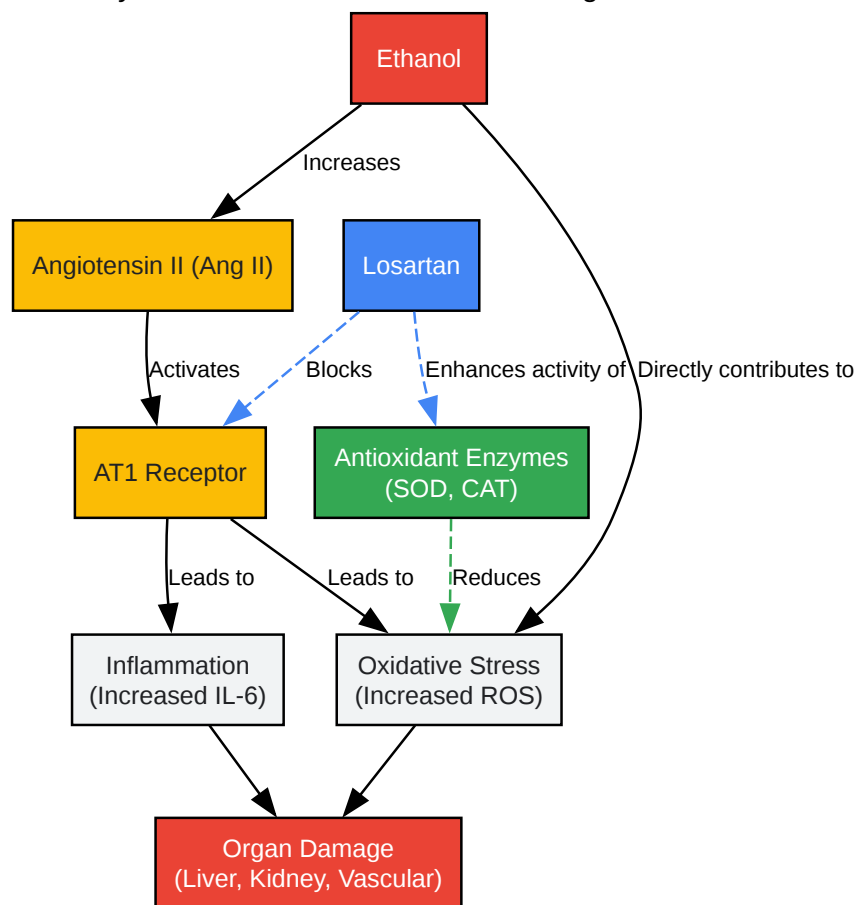 Ethanol
Increases
Angiotensin II (Ang II)
Losartan
Activates
Blocks
Enhances activity of
Directly contributes to
AT1 Receptor
Antioxidant Enzymes
(SOD, CAT)
Leads to
Leads to
Reduces
Inflammation
(Increased IL-6)
Oxidative Stress
(Increased ROS)
Organ Damage
(Liver, Kidney, Vascular)